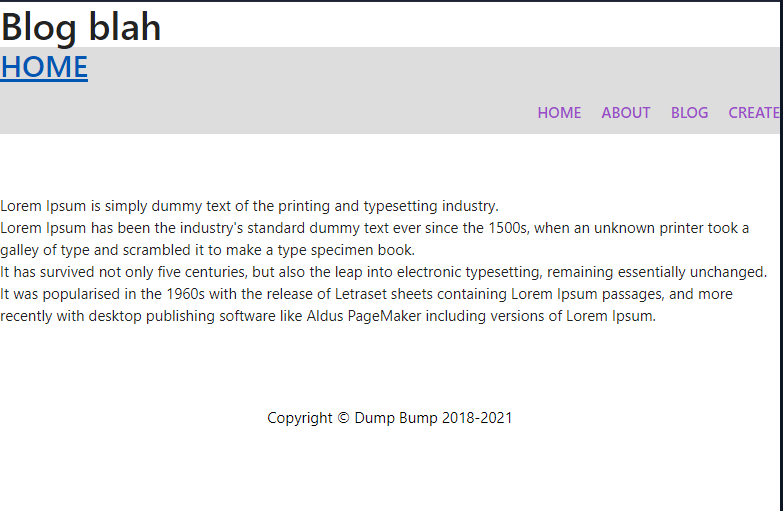 Blog blah
HOME
HOME ABOUT BLOG CREATE
Lorem Ipsum is simply dummy text of the printing and typesetting industry.
Lorem Ipsum has been the industry's standard dummy text ever since the 1500s, when an unknown printer took a
galley of type and scrambled it to make a type specimen book.
It has survived not only five centuries, but also the leap into electronic typesetting, remaining essentially unchanged.
It was popularised in the 1960s with the release of Letraset sheets containing Lorem Ipsum passages, and more
recently with desktop publishing software like Aldus PageMaker including versions of Lorem Ipsum.
Copyright © Dump Bump 2018-2021